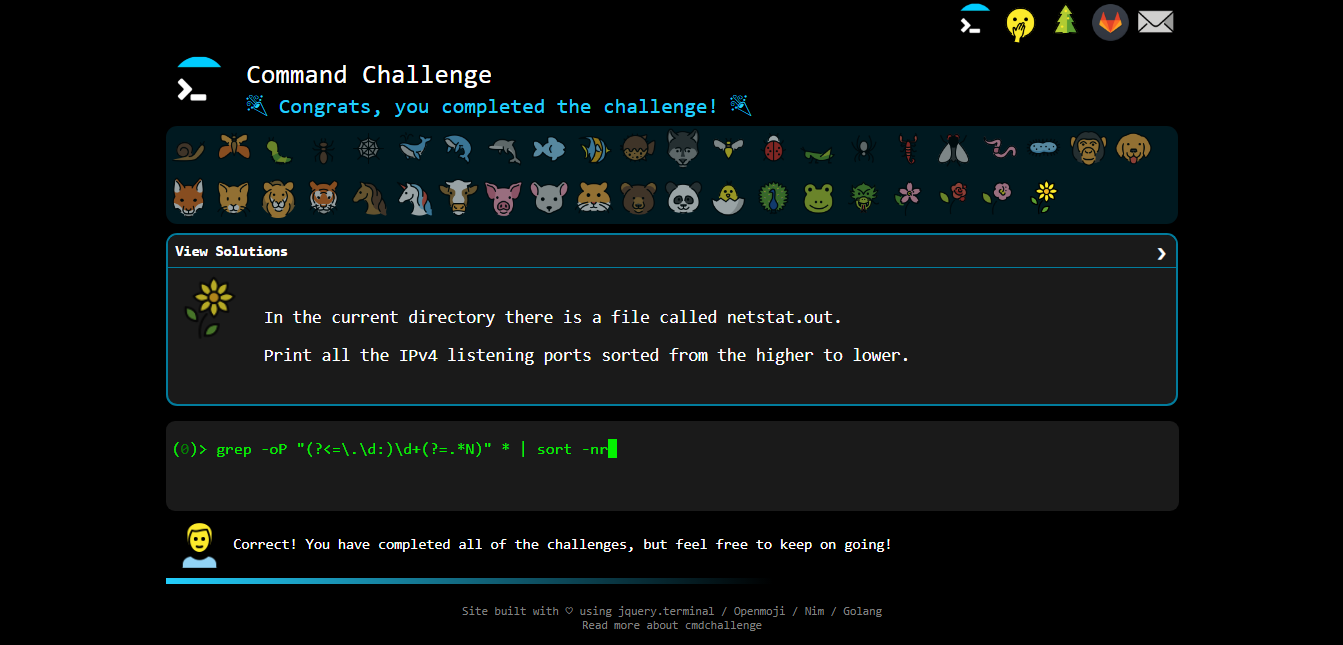 Command Challenge
🎉 Congrats, you completed the challenge! 🎉
View Solutions ❯
In the current directory there is a file called netstat.out.
Print all the IPv4 listening ports sorted from the higher to lower.
(0)> grep -oP "(?<=\.\d:)\d+(?=.*N)" * | sort -nr
Correct! You have completed all of the challenges, but feel free to keep on going!
Site built with ♡ using jquery.terminal / Openmoji / Nim / Golang
Read more about cmdchallenge